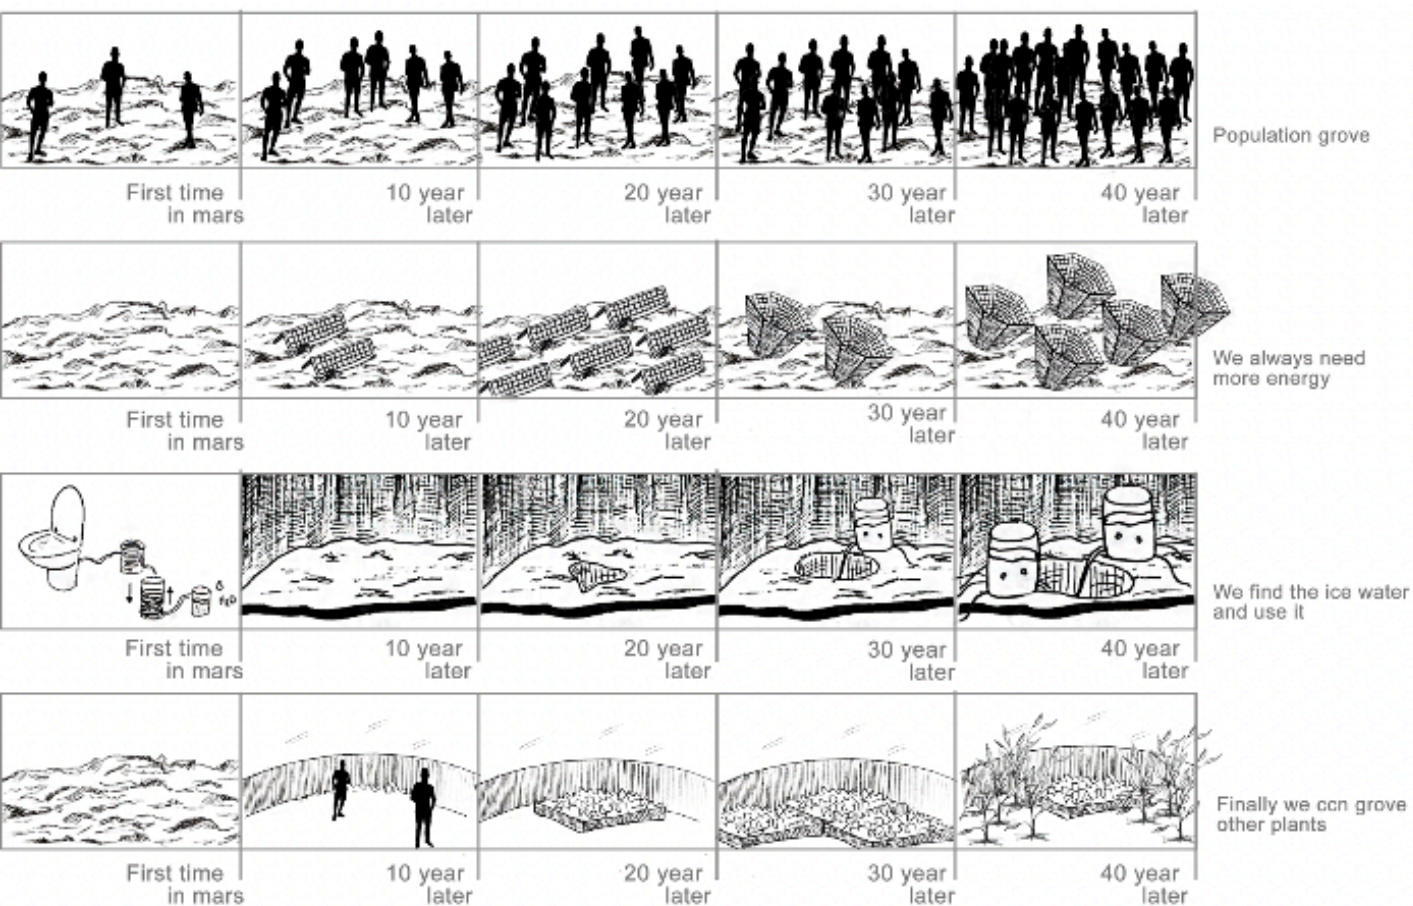 Population grove
First time
in mars
10 year
later
20 year
later
30 year
later
40 year
later
We always need
more energy
First time
in mars
10 year
later
20 year
later
30 year
later
40 year
later
We find the ice water
and use it
First time
in mars
10 year
later
20 year
later
30 year
later
40 year
later
Finally we ccn grove
other plants
First time
in mars
10 year
later
20 year
later
30 year
later
40 year
later